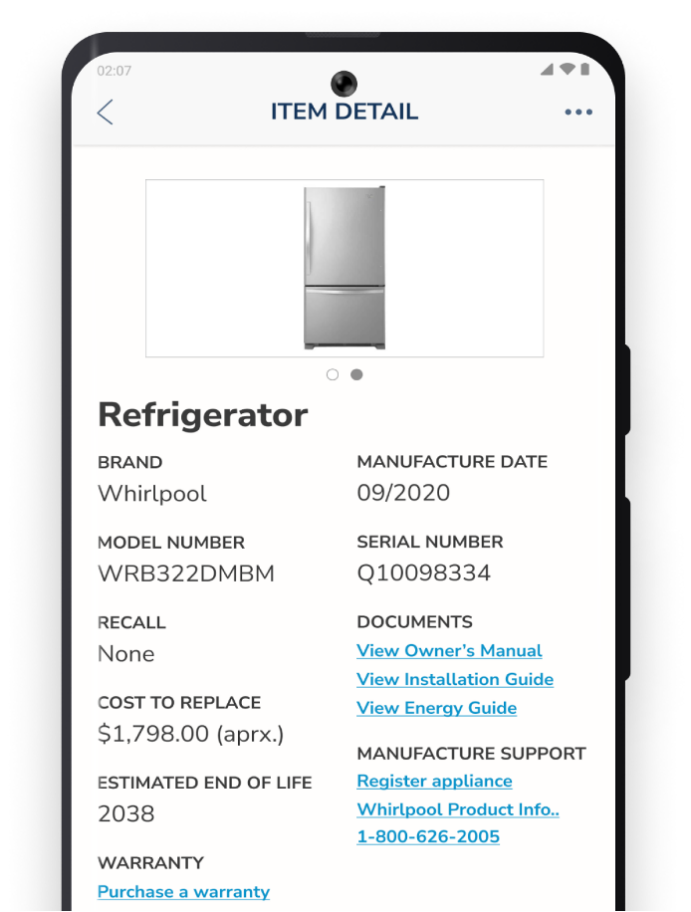 02:07
ITEM DETAIL
Refrigerator
BRAND
Whirlpool
MANUFACTURE DATE
09/2020
MODEL NUMBER
WRB322DMBM
SERIAL NUMBER
Q10098334
RECALL
None
DOCUMENTS
View Owner's Manual
View Installation Guide
View Energy Guide
COST TO REPLACE
$1,798.00 (aprx.)
MANUFACTURE SUPPORT
Register appliance
Whirlpool Product Info..
1-800-626-2005
ESTIMATED END OF LIFE
2038
WARRANTY
Purchase a warranty